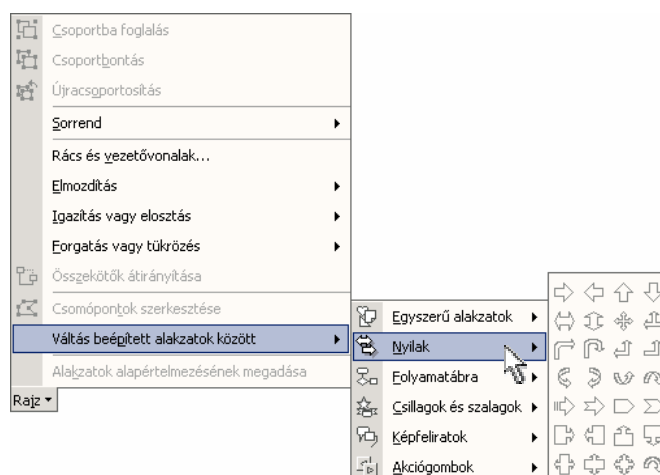 Csoportba foglalás
Csoportbontás
Újracsoportosítás
Sorrend
Rács és vezetővonalak...
Elmozdítás
Igazítás vagy elosztás
Forgatás vagy tükrözés
Összekötők átirányítása
Csomópontok szerkesztése
Váltás beépített alakzatok között
Alakzatok alapértelmezésének megadása
Rajz
Egyszerű alakzatok
Nyilak
Folyamatábra
Csillagok és szalagok
Képfeliratok
Akciógombok